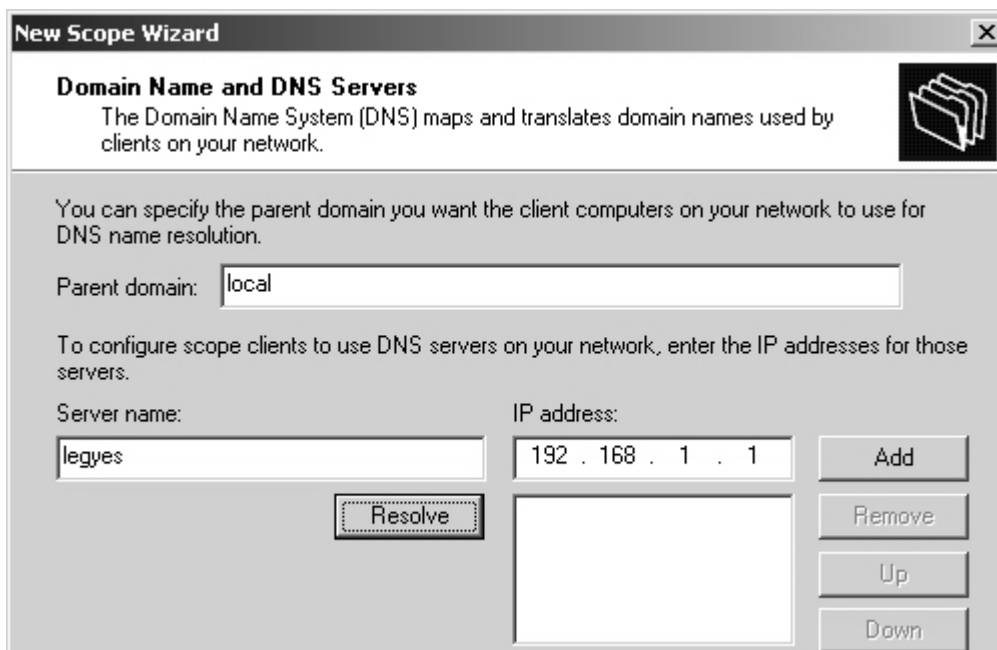 New Scope Wizard
Domain Name and DNS Servers
The Domain Name System (DNS) maps and translates domain names used by
clients on your network.
You can specify the parent domain you want the client computers on your network to use for
DNS name resolution.
Parent domain: local
To configure scope clients to use DNS servers on your network, enter the IP addresses for those
servers.
Server name: IP address:
legyes 192 . 168 . 1 . 1 Add
Resolve Remove
Up
Down